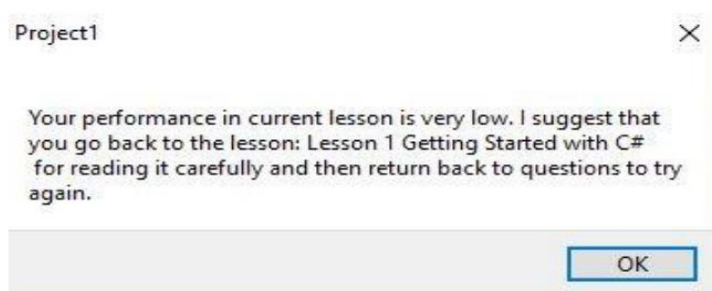 Project1
Your performance in current lesson is very low. I suggest that
you go back to the lesson: Lesson 1 Getting Started with C#
for reading it carefully and then return back to questions to try
again.
OK